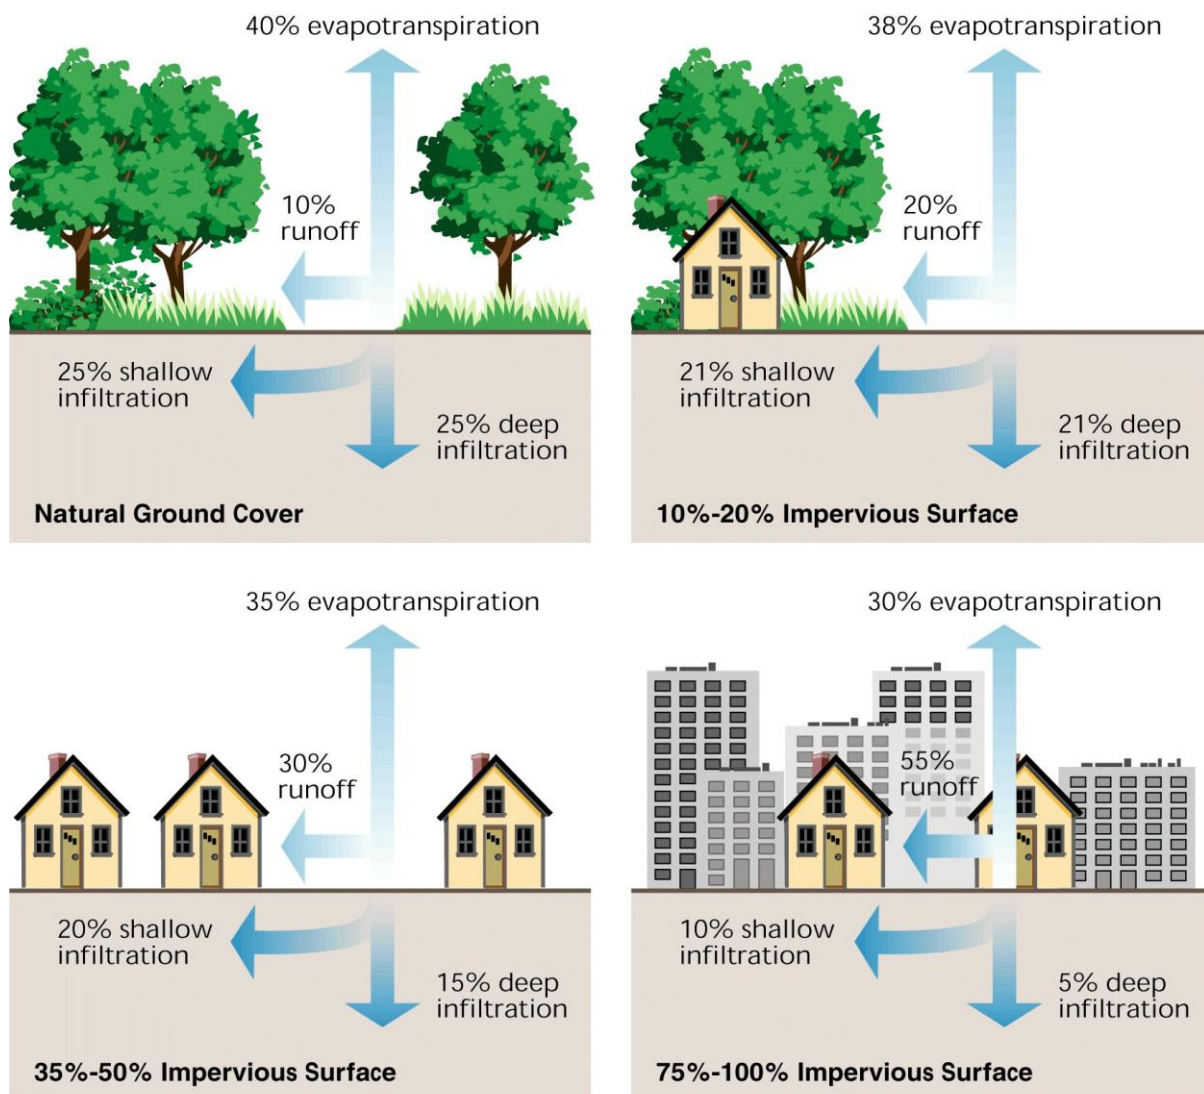 40% evapotranspiration
10%
runoff
25% shallow
infiltration
25% deep
infiltration
Natural Ground Cover
38% evapotranspiration
20%
runoff
21% shallow
infiltration
21% deep
infiltration
10%-20% Impervious Surface
35% evapotranspiration
30%
runoff
20% shallow
infiltration
15% deep
infiltration
35%-50% Impervious Surface
30% evapotranspiration
55%
runoff
10% shallow
infiltration
5% deep
infiltration
75%-100% Impervious Surface